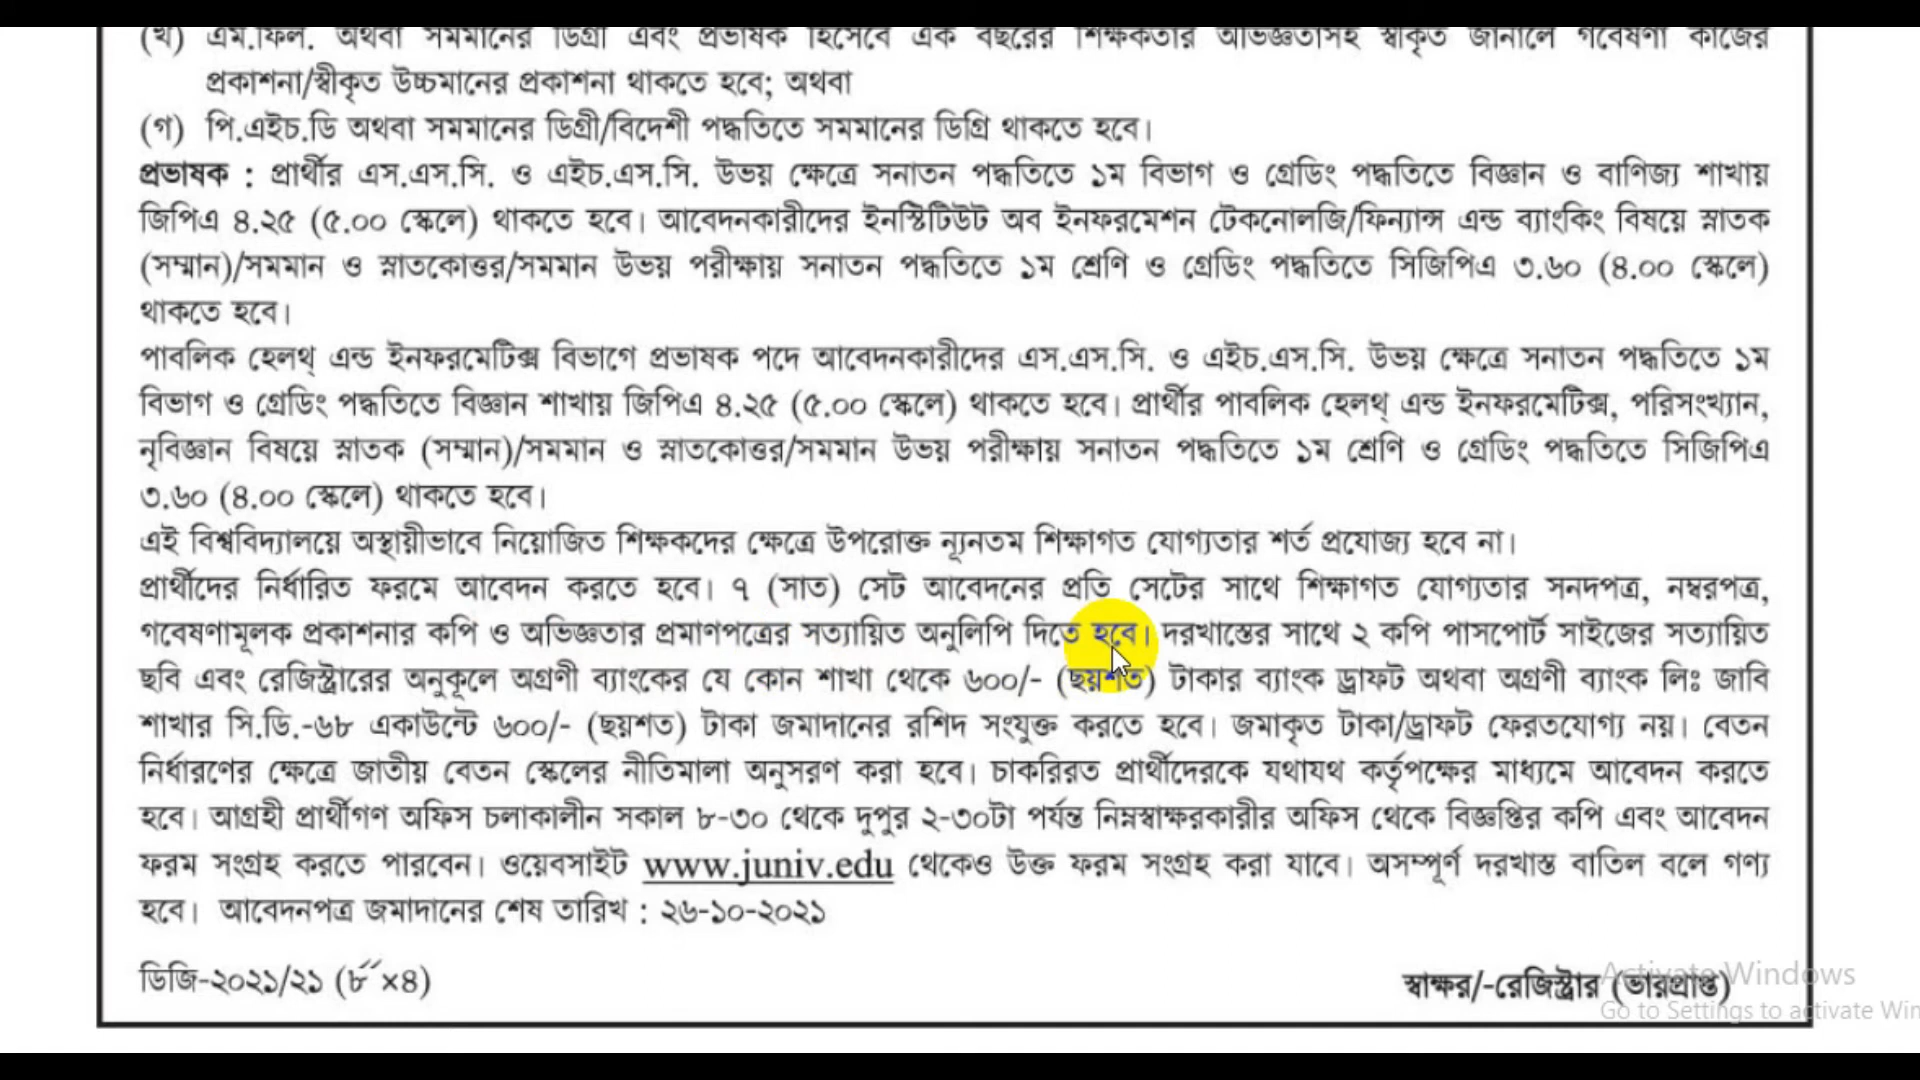 (খ) এম.ফিল. অথবা সমমানের ডিগ্রী এবং প্রভাষক হিসেবে এক বছরের শিক্ষকতার অভিজ্ঞতাসহ স্বীকৃত জার্নালে গবেষণা কাজের
প্রকাশনা/স্বীকৃত উচ্চমানের প্রকাশনা থাকতে হবে; অথবা
(গ) পি.এইচ.ডি অথবা সমমানের ডিগ্রী/বিদেশী পদ্ধতিতে সমমানের ডিগ্রি থাকতে হবে।
প্রভাষক : প্রার্থীর এস.এস.সি. ও এইচ.এস.সি. উভয় ক্ষেত্রে সনাতন পদ্ধতিতে ১ম বিভাগ ও গ্রেডিং পদ্ধতিতে বিজ্ঞান ও বাণিজ্য শাখায়
জিপিএ ৪.২৫ (৫.০০ স্কেলে) থাকতে হবে। আবেদনকারীদের ইনস্টিটিউট অব ইনফরমেশন টেকনোলজি/ফিন্যান্স এন্ড ব্যাংকিং বিষয়ে স্নাতক
(সম্মান)/সমমান ও স্নাতকোত্তর/সমমান উভয় পরীক্ষায় সনাতন পদ্ধতিতে ১ম শ্রেণি ও গ্রেডিং পদ্ধতিতে সিজিপিএ ৩.৬০ (৪.০০ স্কেলে)
থাকতে হবে।
পাবলিক হেলথ্ এন্ড ইনফরমেটিক্স বিভাগে প্রভাষক পদে আবেদনকারীদের এস.এস.সি. ও এইচ.এস.সি. উভয় ক্ষেত্রে সনাতন পদ্ধতিতে ১ম
বিভাগ ও গ্রেডিং পদ্ধতিতে বিজ্ঞান শাখায় জিপিএ ৪.২৫ (৫.০০ স্কেলে) থাকতে হবে। প্রার্থীর পাবলিক হেলথ্ এন্ড ইনফরমেটিক্স, পরিসংখ্যান,
নৃবিজ্ঞান বিষয়ে স্নাতক (সম্মান)/সমমান ও স্নাতকোত্তর/সমমান উভয় পরীক্ষায় সনাতন পদ্ধতিতে ১ম শ্রেণি ও গ্রেডিং পদ্ধতিতে সিজিপিএ
৩.৬০ (৪.০০ স্কেলে) থাকতে হবে।
এই বিশ্ববিদ্যালয়ে অস্থায়ীভাবে নিয়োজিত শিক্ষকদের ক্ষেত্রে উপরোক্ত ন্যূনতম শিক্ষাগত যোগ্যতার শর্ত প্রযোজ্য হবে না।
প্রার্থীদের নির্ধারিত ফরমে আবেদন করতে হবে। ৭ (সাত) সেট আবেদনের প্রতি সেটের সাথে শিক্ষাগত যোগ্যতার সনদপত্র, নম্বরপত্র,
গবেষণামূলক প্রকাশনার কপি ও অভিজ্ঞতার প্রমাণপত্রের সত্যায়িত অনুলিপি দিতে হবে। দরখাস্তের সাথে ২ কপি পাসপোর্ট সাইজের সত্যায়িত
ছবি এবং রেজিস্ট্রারের অনুকূলে অগ্রণী ব্যাংকের যে কোন শাখা থেকে ৬০০/- (ছয়শত) টাকার ব্যাংক ড্রাফট অথবা অগ্রণী ব্যাংক লিঃ জাবি
শাখার সি.ডি.-৬৮ একাউন্টে ৬০০/- (ছয়শত) টাকা জমাদানের রশিদ সংযুক্ত করতে হবে। জমাকৃত টাকা/ড্রাফট ফেরতযোগ্য নয়। বেতন
নির্ধারণের ক্ষেত্রে জাতীয় বেতন স্কেলের নীতিমালা অনুসরণ করা হবে। চাকরিরত প্রার্থীদেরকে যথাযথ কর্তৃপক্ষের মাধ্যমে আবেদন করতে
হবে। আগ্রহী প্রার্থীগণ অফিস চলাকালীন সকাল ৮-৩০ থেকে দুপুর ২-৩০টা পর্যন্ত নিম্নস্বাক্ষরকারীর অফিস থেকে বিজ্ঞপ্তির কপি এবং আবেদন
ফরম সংগ্রহ করতে পারবেন। ওয়েবসাইট www.juniv.edu থেকেও উক্ত ফরম সংগ্রহ করা যাবে। অসম্পূর্ণ দরখাস্ত বাতিল বলে গণ্য
হবে। আবেদনপত্র জমাদানের শেষ তারিখ : ২৬-১০-২০২১
ডিজি-২০২১/২১ (৮˝×৪)
স্বাক্ষর/-রেজিস্ট্রার (ভারপ্রাপ্ত)
Activate Windows
Go to Settings to activate Win